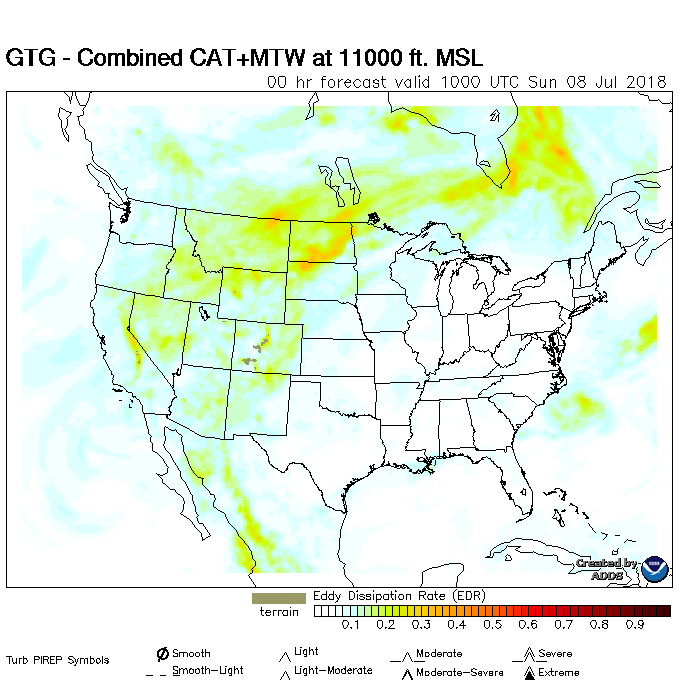 GTG - Combined CAT+MTW at 11000 ft. MSL
00 hr forecast valid 1000 UTC Sun 08 Jul 2018
Created by
ADDS
Eddy Dissipation Rate (EDR)
terrain
0.1 0.2 0.3 0.4 0.5 0.6 0.7 0.8 0.9
Turb PIREP Symbols
Smooth Light Moderate Severe
Smooth-Light Light-Moderate Moderate-Severe Extreme